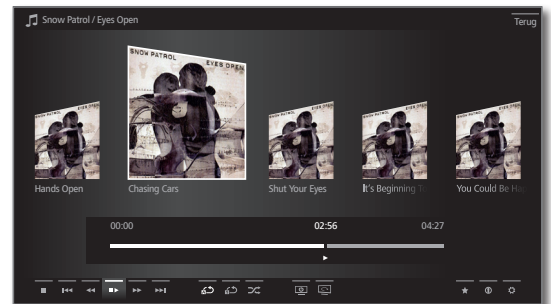 Snow Patrol / Eyes Open
Terug
SNOW PATROL
EYES OPEN
Hands Open
Chasing Cars
Shut Your Eyes
It's Beginning T
You Could Be Ha
00:00
02:56
04:27